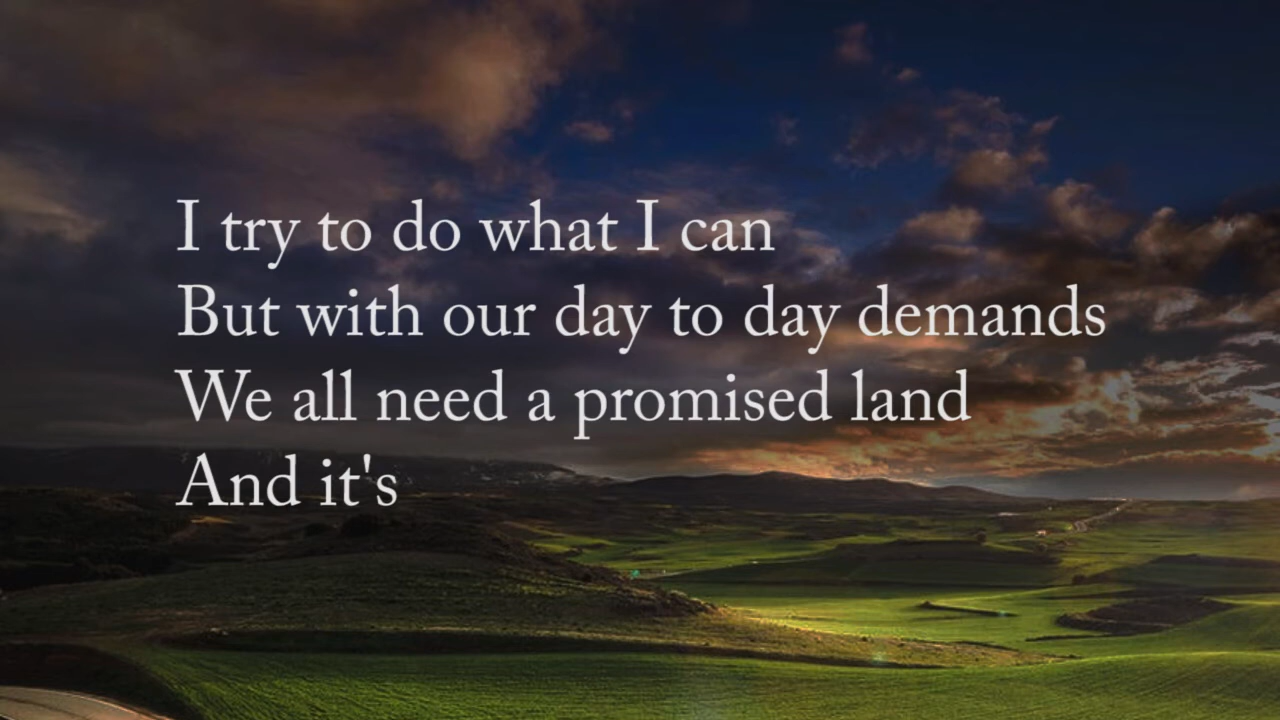 I try to do what I can
But with our day to day demands
We all need a promised land
And it's